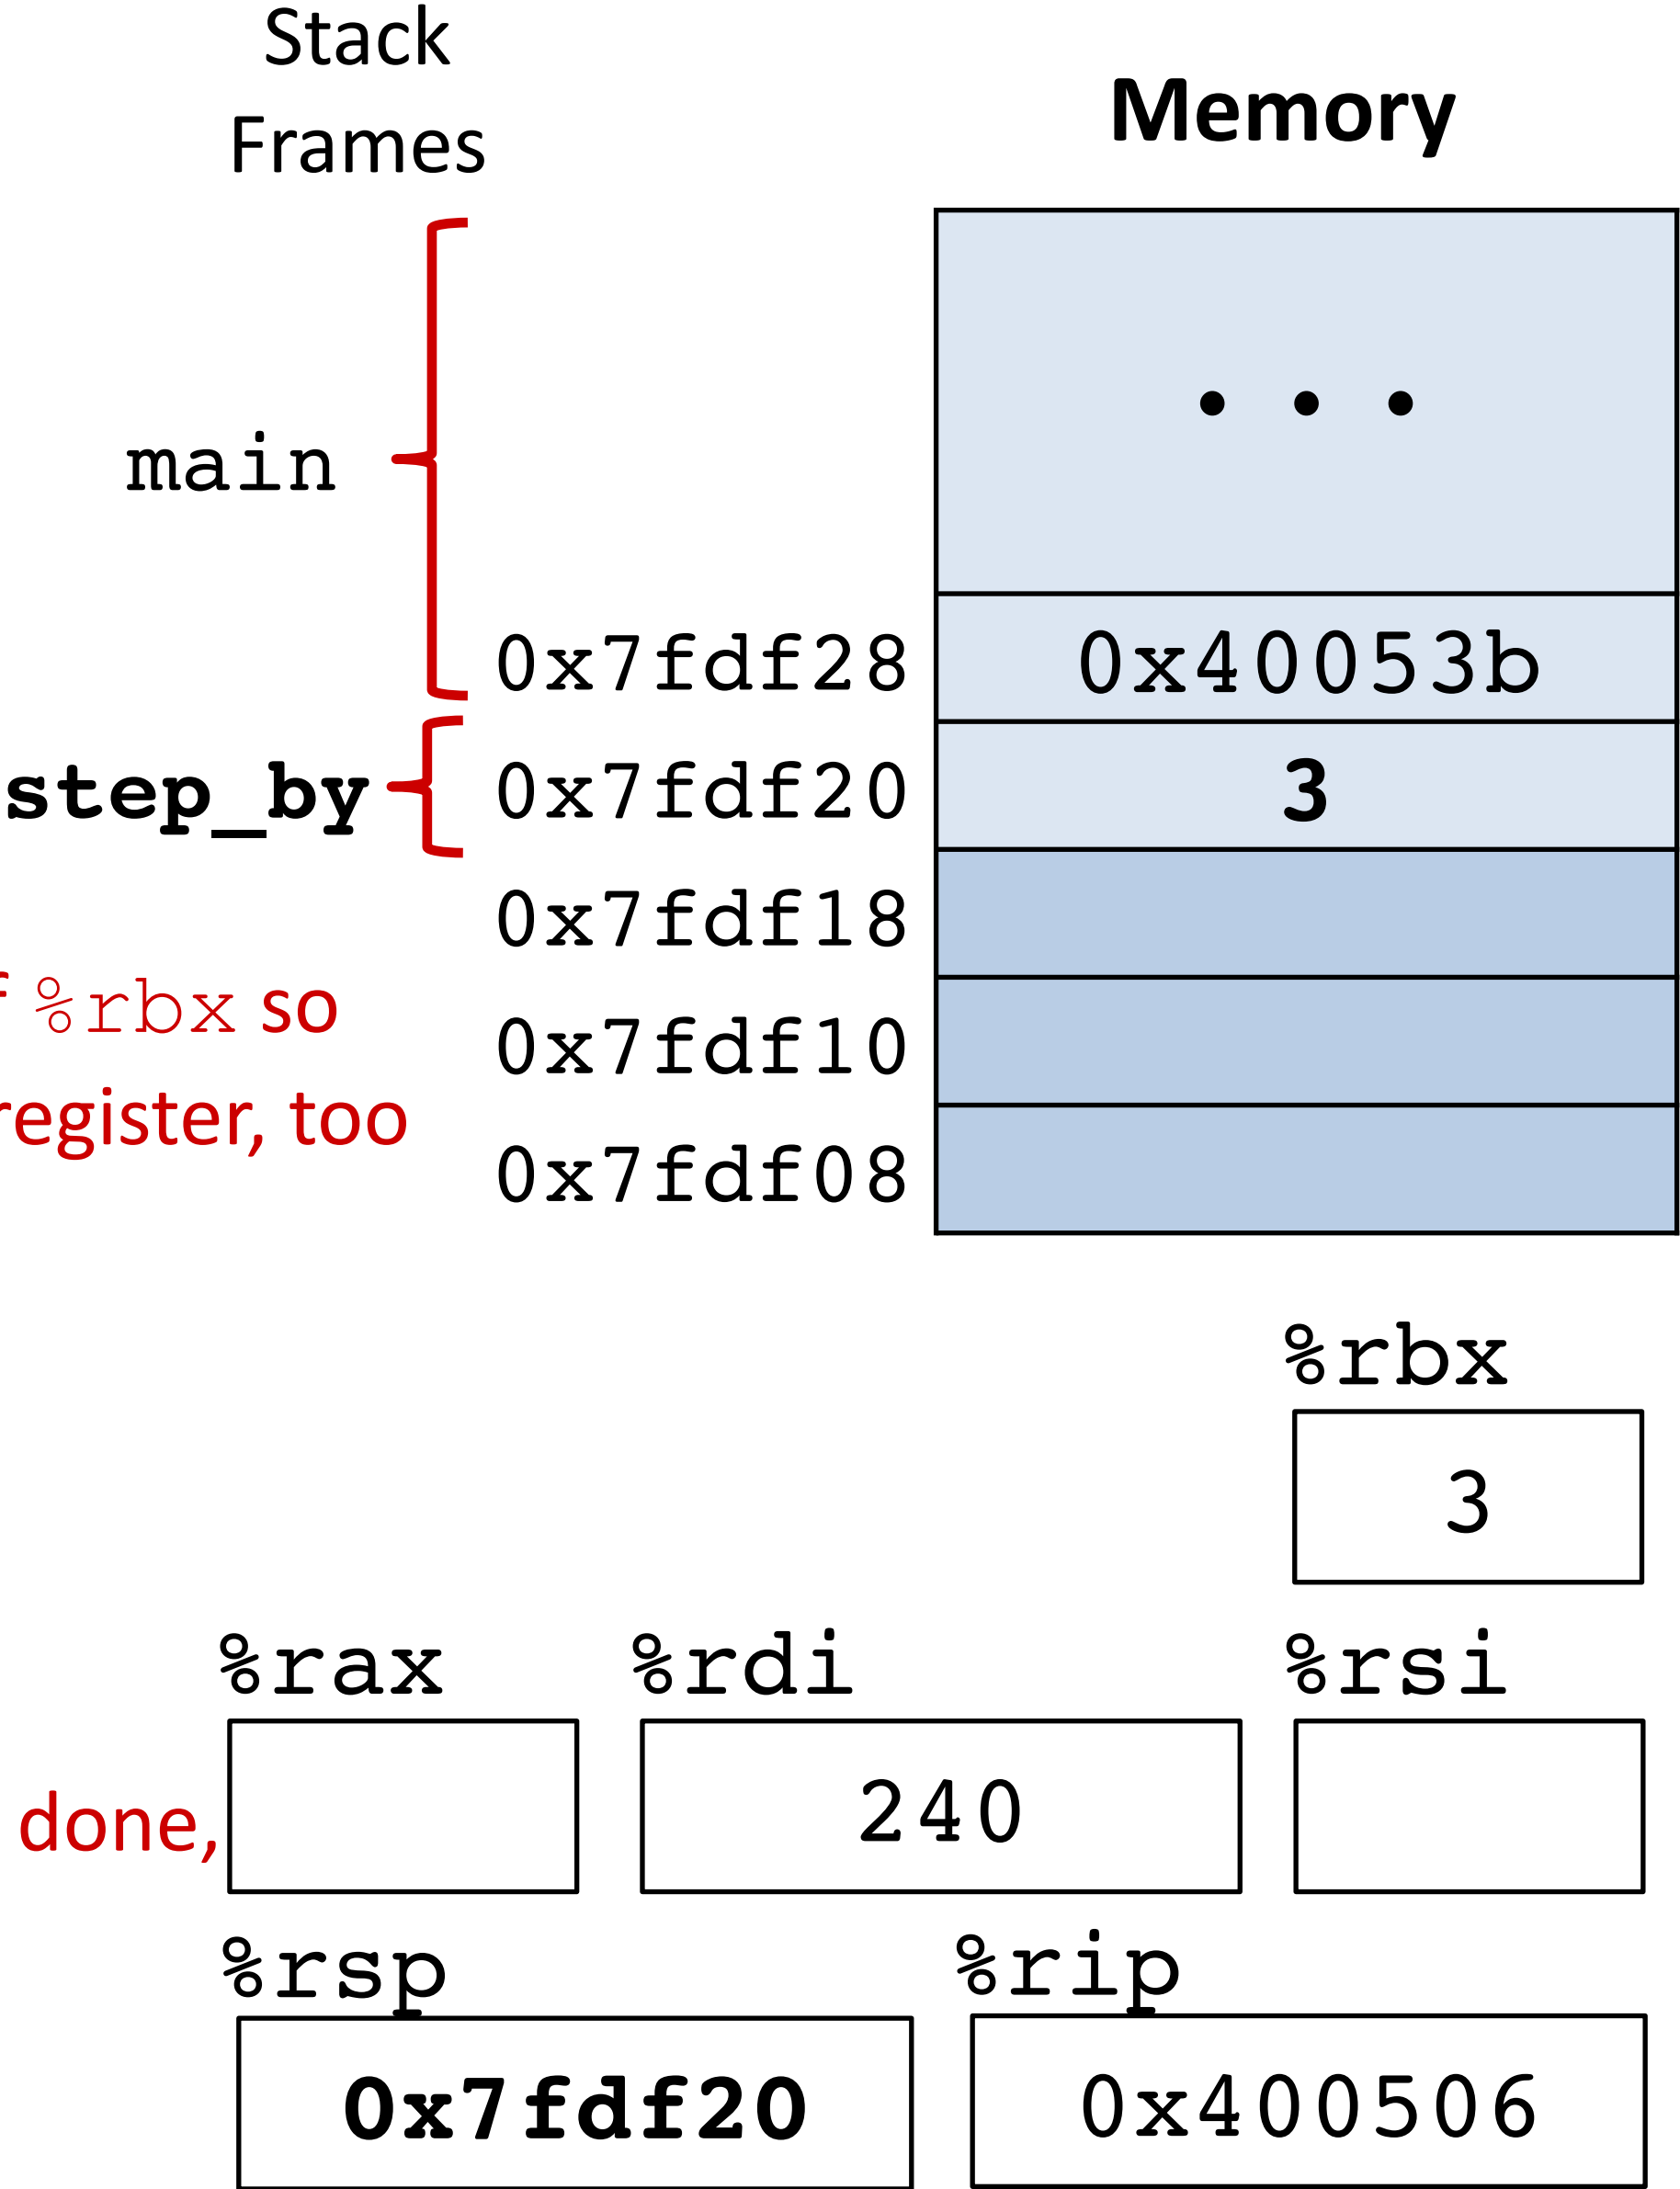 Stack
Frames
Memory
. . .
main
0x7fdf28 0x40053b
step_by 0x7fdf20 3
0x7fdf18
%rbx so
0x7fdf10
register, too
0x7fdf08
%rbx
3
%rax %rdi %rsi
done, 240
%rsp %rip
0x7fdf20 0x400506